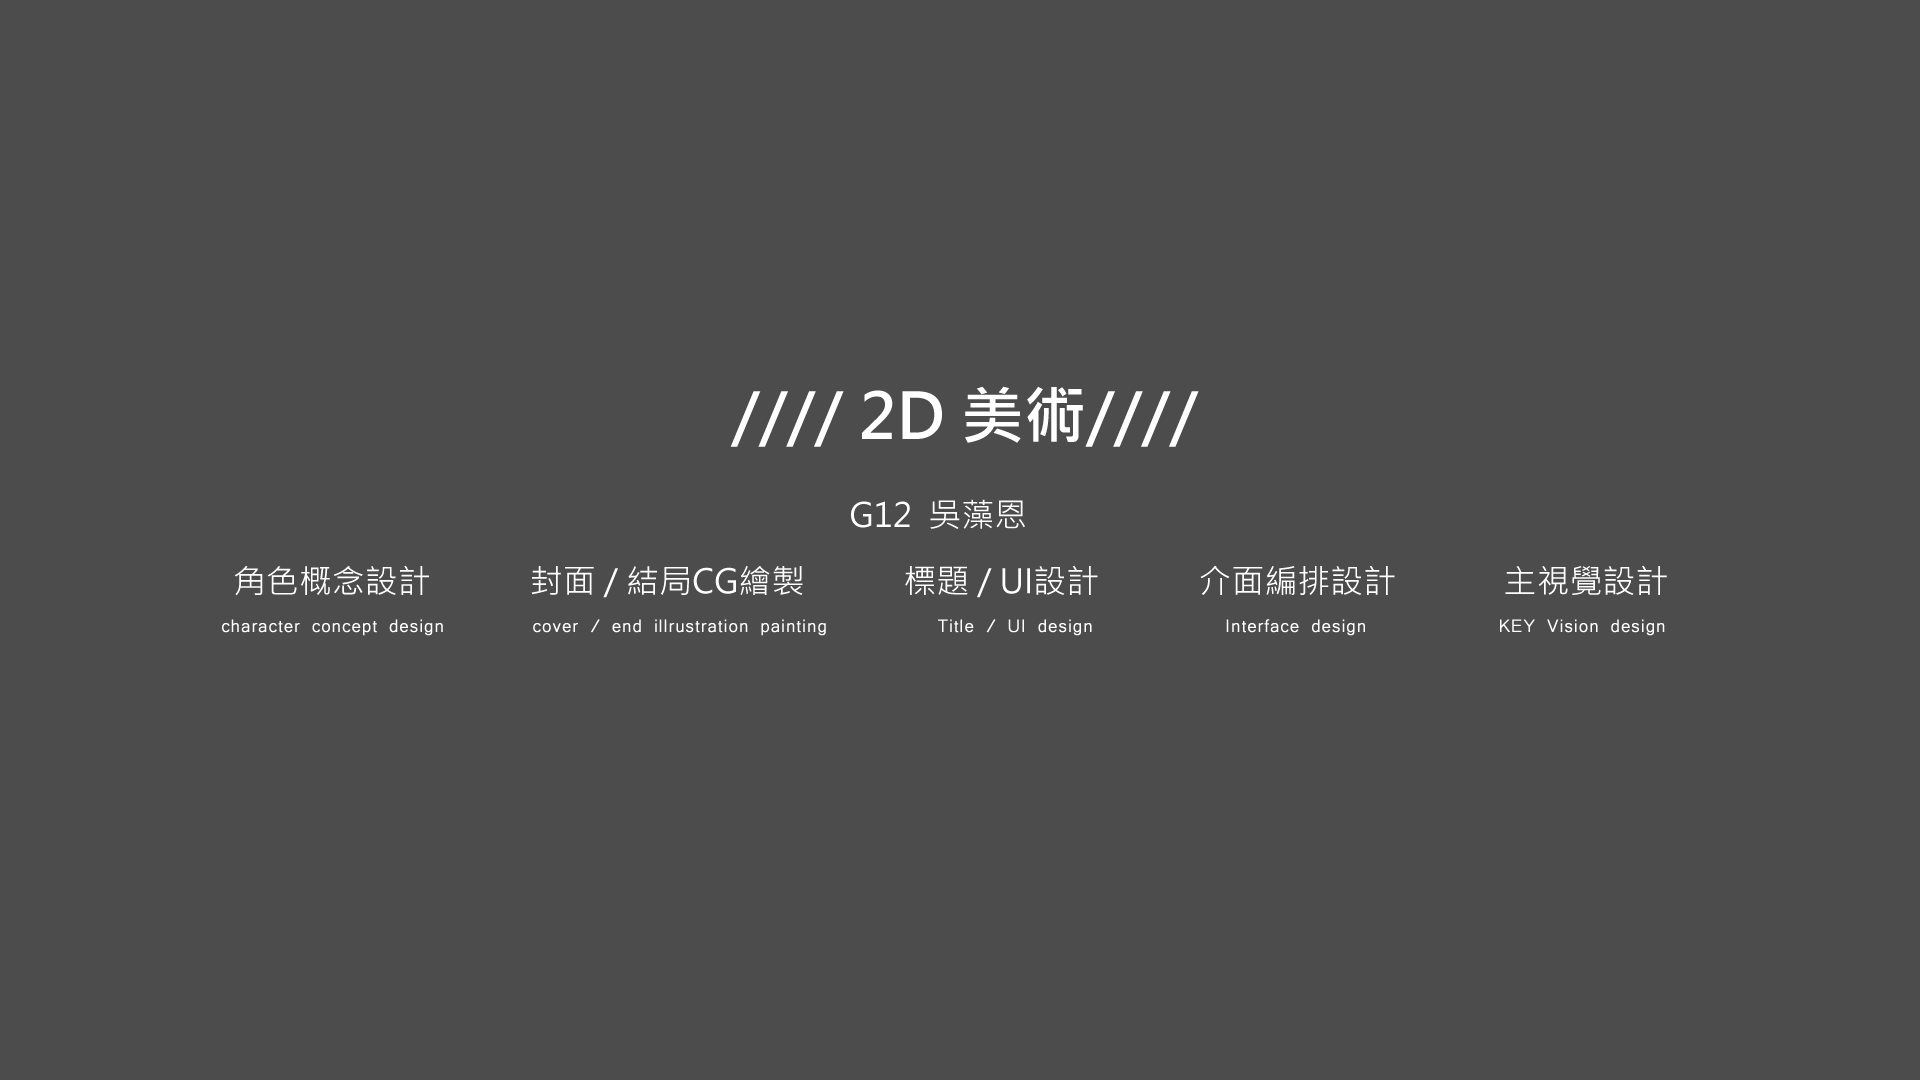 //// 2D 美術////
G12 吳藻恩
角色概念設計 封面 / 結局CG繪製 標題 / UI設計 介面編排設計 主視覺設計
character concept design cover / end illrustration painting Title / UI design Interface design KEY Vision design